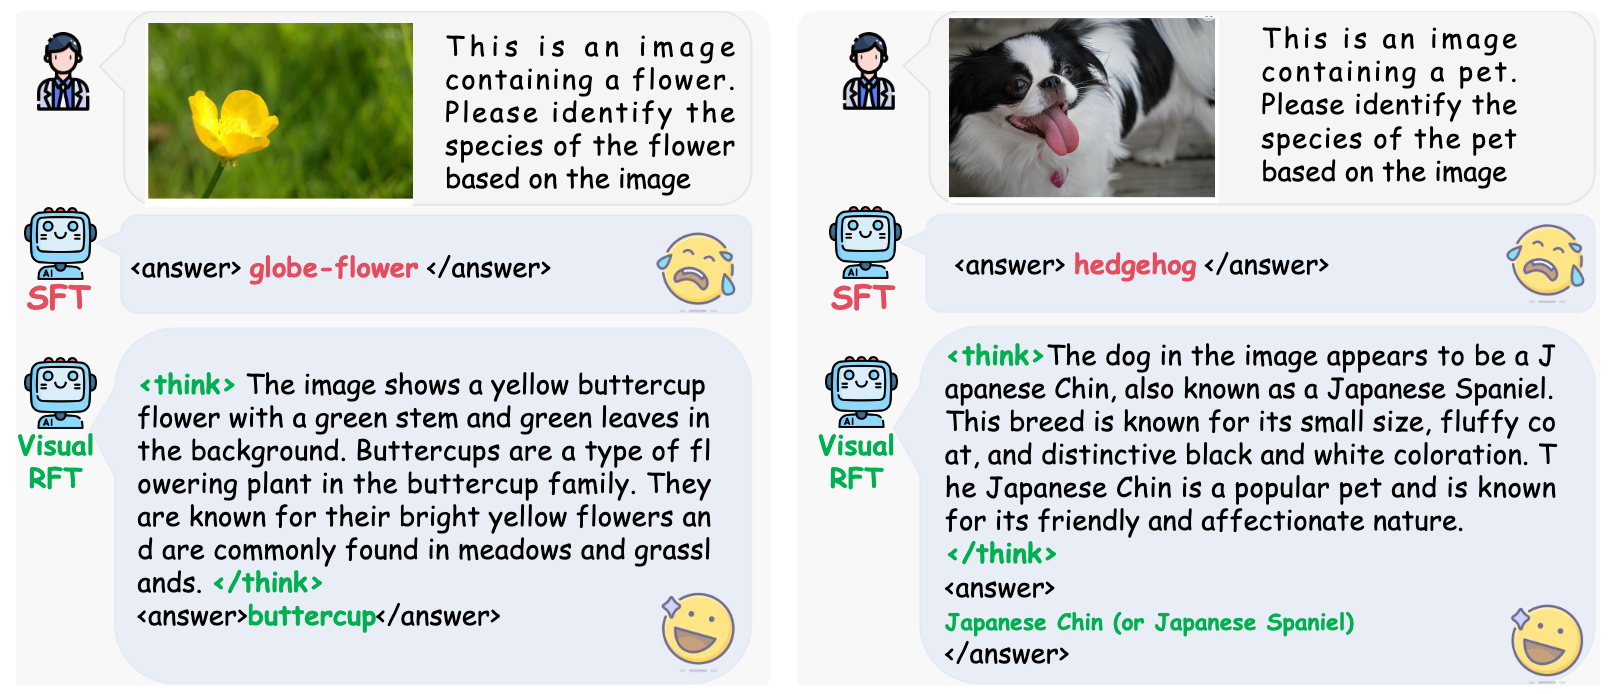 This is an image
containing a flower.
Please identify the
species of the flower
based on the image
AI
SFT
<answer> globe-flower </answer>
AI
Visual
RFT
<think> The image shows a yellow buttercup
flower with a green stem and green leaves in
the background. Buttercups are a type of fl
owering plant in the buttercup family. They
are known for their bright yellow flowers an
d are commonly found in meadows and grassl
ands. </think>
<answer>buttercup</answer>
This is an image
containing a pet.
Please identify the
species of the pet
based on the image
AI
SFT
<answer> hedgehog </answer>
AI
Visual
RFT
<think>The dog in the image appears to be a J
apanese Chin, also known as a Japanese Spaniel.
This breed is known for its small size, fluffy co
at, and distinctive black and white coloration. T
he Japanese Chin is a popular pet and is known
for its friendly and affectionate nature.
</think>
<answer>
Japanese Chin (or Japanese Spaniel)
</answer>